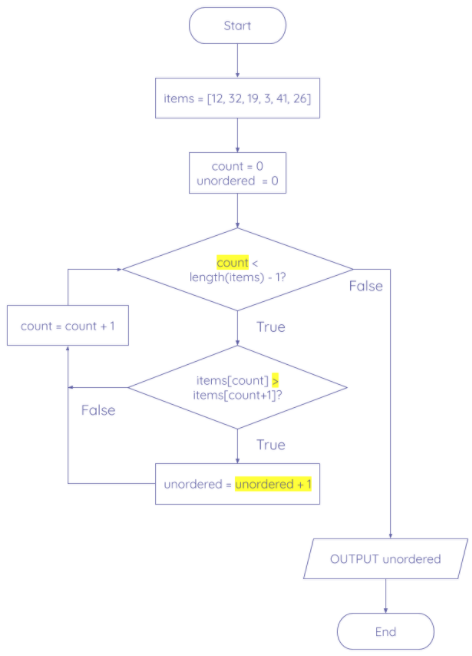 Start
items = [12, 32, 19, 3, 41, 26]
count = 0
unordered = 0
count <
length(items) - 1?
False
True
count = count + 1
items[count] >
items[count+1]?
False
True
unordered = unordered + 1
OUTPUT unordered
End